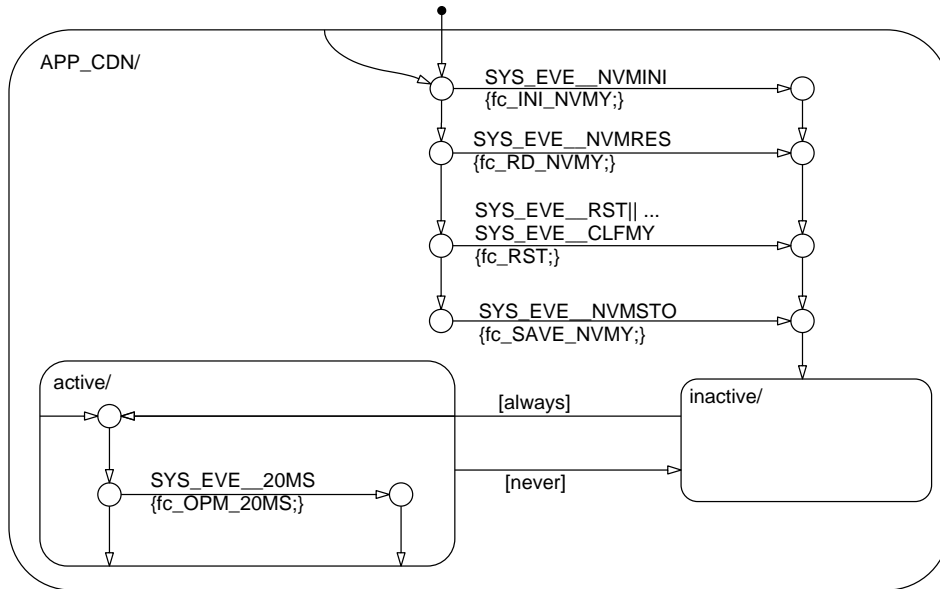 APP_CDN/
SYS_EVE__NVMINI
{fc_INI_NVMY;}
SYS_EVE__NVMRES
{fc_RD_NVMY;}
SYS_EVE__RST|| ...
SYS_EVE__CLFMY
{fc_RST;}
SYS_EVE__NVMSTO
{fc_SAVE_NVMY;}
active/
[always]
inactive/
SYS_EVE__20MS
{fc_OPM_20MS;}
[never]